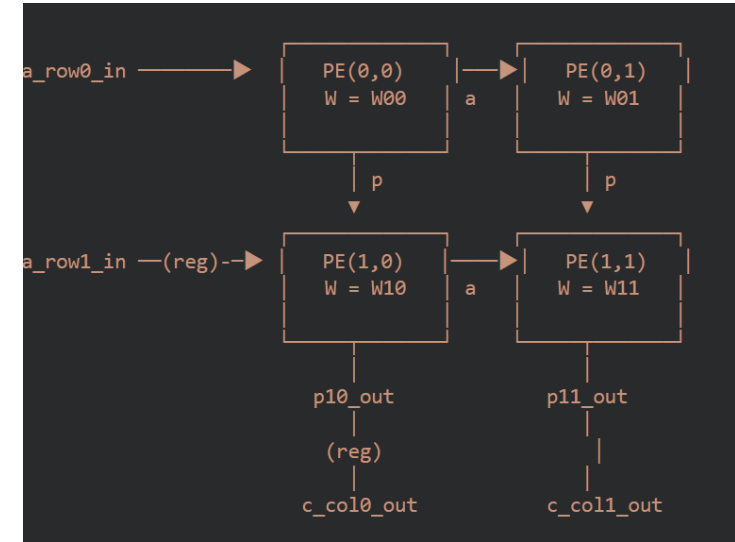 a_row0_in PE(0,0) PE(0,1)
W = W00 a W = W01
p p
a_row1_in (reg) PE(1,0) PE(1,1)
W = W10 a W = W11
p10_out p11_out
(reg)
c_col0_out c_col1_out